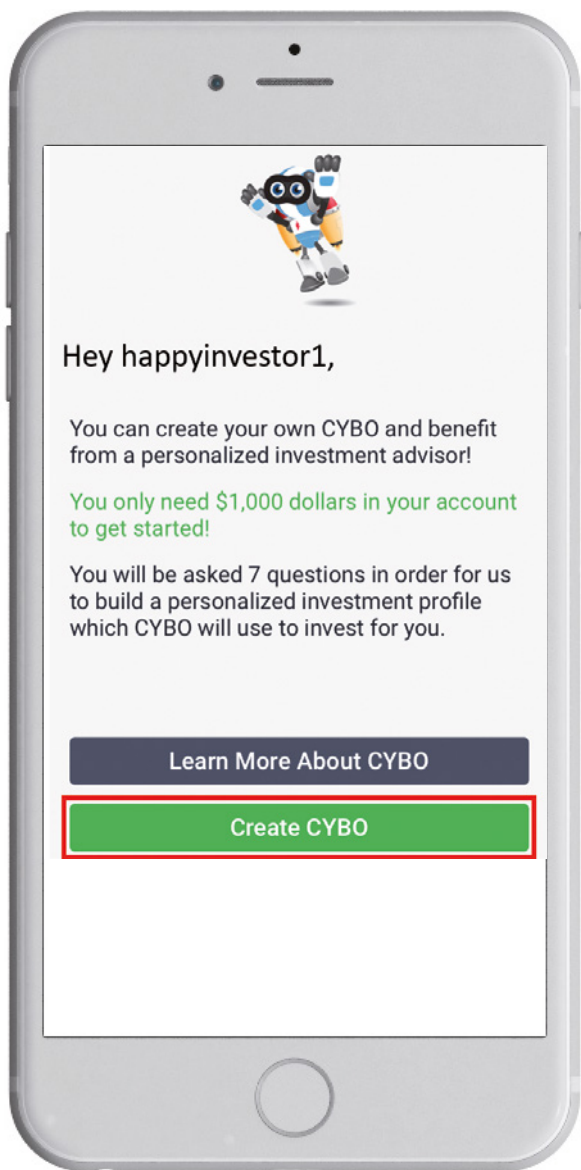 Hey happyinvestor1,
You can create your own CYBO and benefit
from a personalized investment advisor!
You only need $1,000 dollars in your account
to get started!
You will be asked 7 questions in order for us
to build a personalized investment profile
which CYBO will use to invest for you.
Learn More About CYBO
Create CYBO